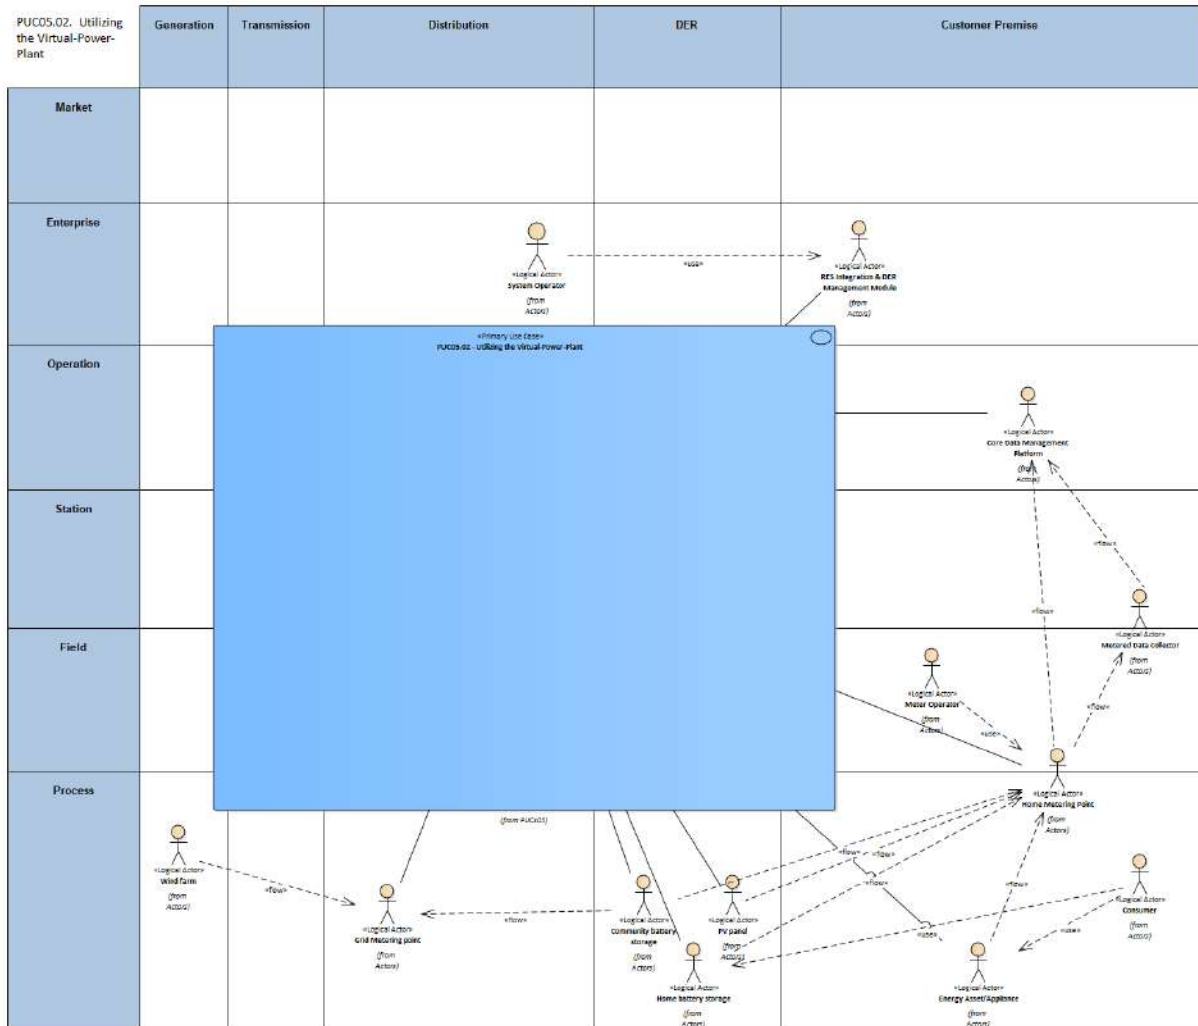 PUC05.02. Utilizing
the Virtual-Power-
Plant
Generation
Transmission
Distribution
DER
Customer Premise
Market
Enterprise
«Logical Actor»
System Operator
(from
Actors)
«use»
«Logical Actor»
RES Integration & DER
Management Module
(from
Actors)
«Primary Use Case»
PUC05.02 - Utilizing the Virtual-Power-Plant
Operation
«Logical Actor»
Core Data Management
Platform
(from
Actors)
Station
«flow»
«flow»
Field
«Logical Actor»
Metered Data Collector
(from
Actors)
«Logical Actor»
Meter Operator
(from
Actors)
«flow»
«use»
Process
«Logical Actor»
Home Metering Point
(from
Actors)
(from PUCx05)
«Logical Actor»
Wind farm
(from
Actors)
«flow»
«Logical Actor»
Grid Metering point
(from
Actors)
«flow»
«Logical Actor»
Community battery
storage
(from
Actors)
«Logical Actor»
PV panel
(from
Actors)
«flow»
«flow»
«flow»
«flow»
«Logical Actor»
Consumer
(from
Actors)
«use»
«use»
«Logical Actor»
Home battery storage
(from
Actors)
«Logical Actor»
Energy Asset/Appliance
(from
Actors)